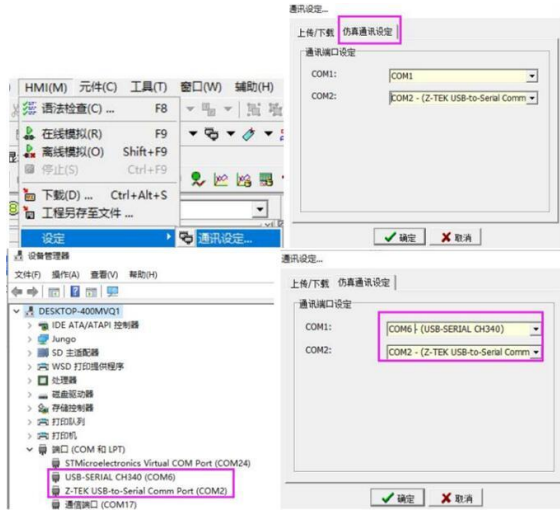 HMI(M) 元件(C) 工具(T) 窗口(W) 辅助(H)
语法检查(C) ... F8
在线模拟(R) F9
离线模拟(O) Shift+F9
停止(S) Ctrl+F9
下载(D) ... Ctrl+Alt+S
工程另存至文件 ...
设定
通讯设定...
通讯设定...
上传/下载 仿真通讯设定
通讯端口设定
COM1: COM1
COM2: COM2 - (Z-TEK USB-to-Serial Comm
确定 取消
设备管理器
文件(F) 操作(A) 查看(V) 帮助(H)
DESKTOP-400MVQ1
IDE ATA/ATAPI 控制器
Jungo
SD 主适配器
WSD 打印提供程序
处理器
磁盘驱动器
存储控制器
打印队列
打印机
端口 (COM 和 LPT)
STMicroelectronics Virtual COM Port (COM24)
USB-SERIAL CH340 (COM6)
Z-TEK USB-to-Serial Comm Port (COM2)
通信端口 (COM17)
通讯设定...
上传/下载 仿真通讯设定
通讯端口设定
COM1: COM6 - (USB-SERIAL CH340)
COM2: COM2 - (Z-TEK USB-to-Serial Comm
确定 取消